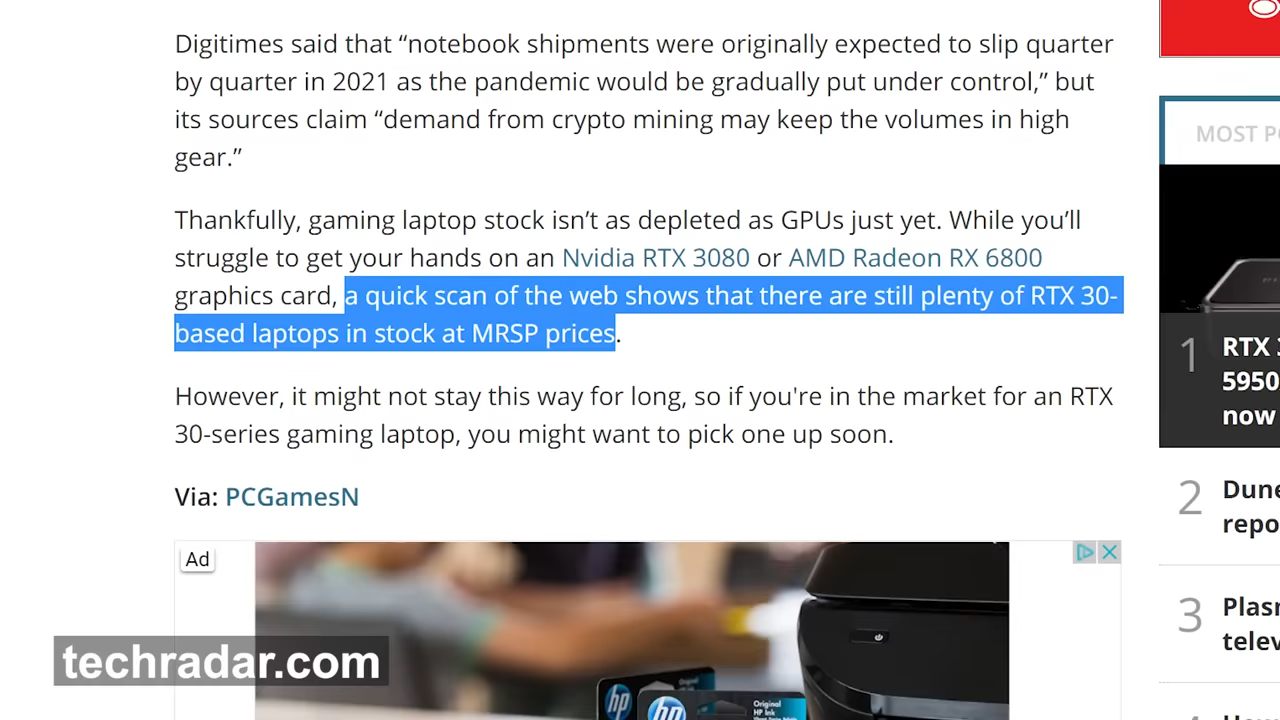 Digitimes said that “notebook shipments were originally expected to slip quarter
by quarter in 2021 as the pandemic would be gradually put under control,” but
its sources claim “demand from crypto mining may keep the volumes in high
gear.”
Thankfully, gaming laptop stock isn’t as depleted as GPUs just yet. While you’ll
struggle to get your hands on an Nvidia RTX 3080 or AMD Radeon RX 6800
graphics card, a quick scan of the web shows that there are still plenty of RTX 30-
based laptops in stock at MRSP prices.
However, it might not stay this way for long, so if you're in the market for an RTX
30-series gaming laptop, you might want to pick one up soon.
Via: PCGamesN
Ad
hp
hp
Original
HP Ink
techradar.com
MOST
1
RTX
5950
now
2
3